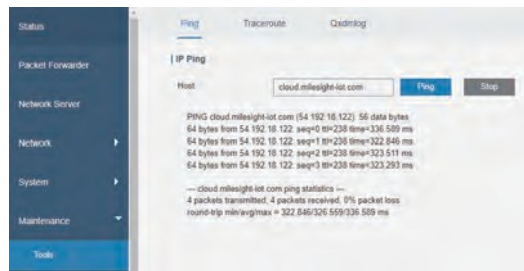 Status
Packet Forwarder
Network Server
Network
System
Maintenance
Tools
Ping Traceroute Qxdmlog
IP Ping
Host cloud.milesight-iot.com Ping Stop
PING cloud.milesight-iot.com (54.192.18.122): 56 data bytes
64 bytes from 54.192.18.122: seq=0 ttl=238 time=336.589 ms
64 bytes from 54.192.18.122: seq=1 ttl=238 time=322.846 ms
64 bytes from 54.192.18.122: seq=2 ttl=238 time=323.511 ms
64 bytes from 54.192.18.122: seq=3 ttl=238 time=323.293 ms
--- cloud.milesight-iot.com ping statistics ---
4 packets transmitted, 4 packets received, 0% packet loss
round-trip min/avg/max = 322.846/326.559/336.589 ms